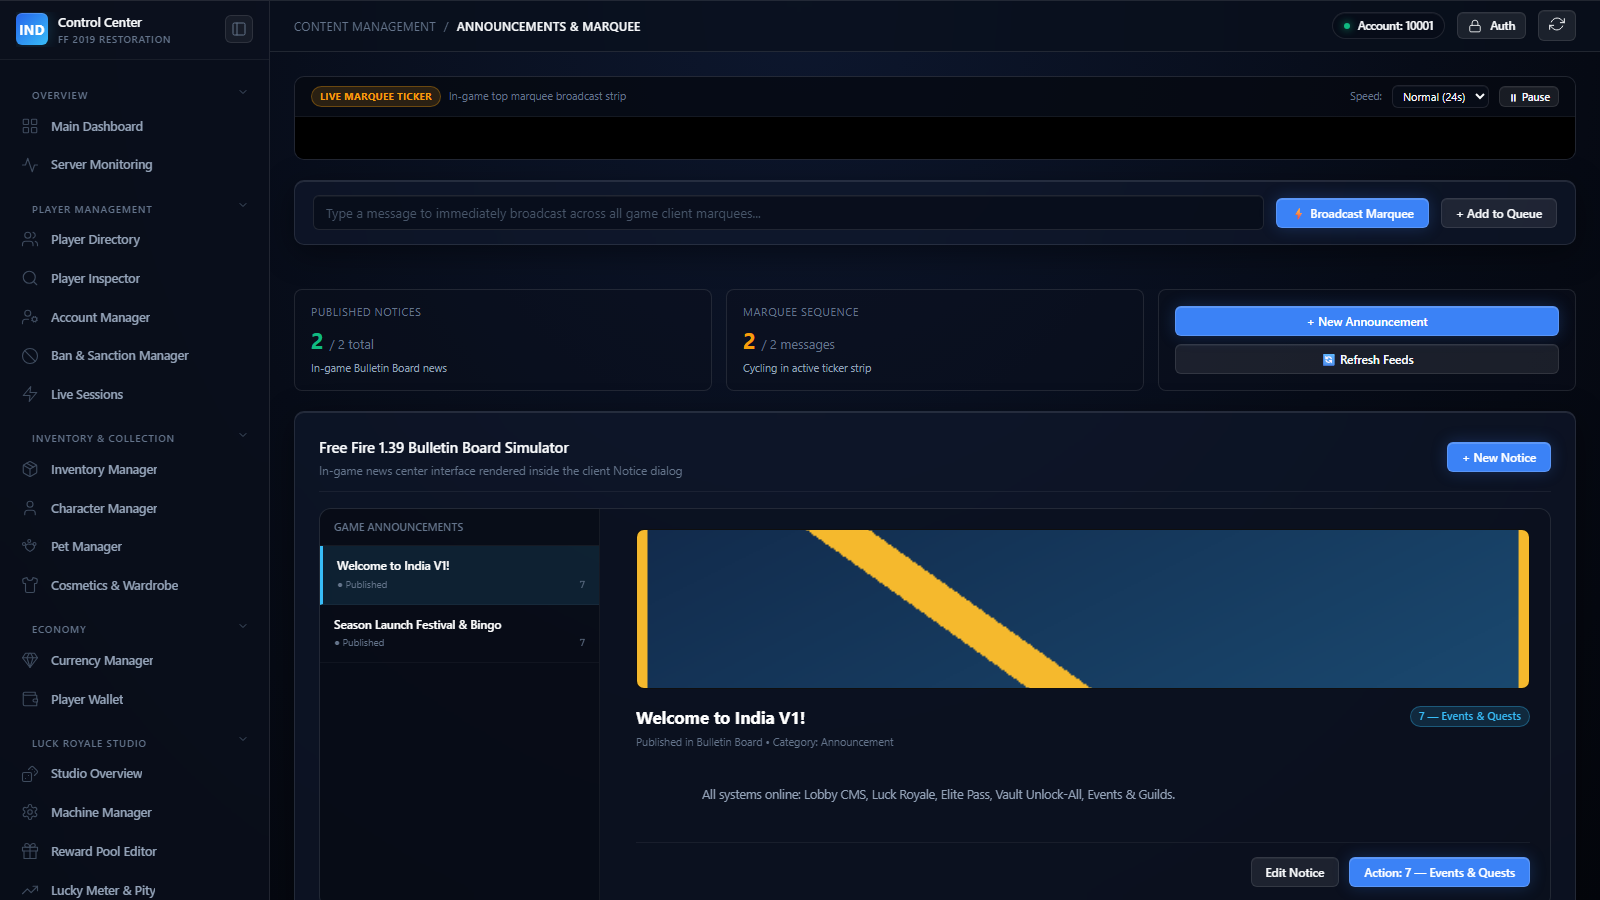 IND
Control Center
FF 2019 RESTORATION
CONTENT MANAGEMENT / ANNOUNCEMENTS & MARQUEE
Account: 10001
Auth
OVERVIEW
Main Dashboard
Server Monitoring
PLAYER MANAGEMENT
Player Directory
Player Inspector
Account Manager
Ban & Sanction Manager
Live Sessions
INVENTORY & COLLECTION
Inventory Manager
Character Manager
Pet Manager
Cosmetics & Wardrobe
ECONOMY
Currency Manager
Player Wallet
LUCK ROYALE STUDIO
Studio Overview
Machine Manager
Reward Pool Editor
Lucky Meter & Pity
LIVE MARQUEE TICKER In-game top marquee broadcast strip
Speed: Normal (24s) Pause
Type a message to immediately broadcast across all game client marquees...
Broadcast Marquee
+ Add to Queue
PUBLISHED NOTICES
2 / 2 total
In-game Bulletin Board news
MARQUEE SEQUENCE
2 / 2 messages
Cycling in active ticker strip
+ New Announcement
Refresh Feeds
Free Fire 1.39 Bulletin Board Simulator
In-game news center interface rendered inside the client Notice dialog
+ New Notice
GAME ANNOUNCEMENTS
Welcome to India V1!
● Published 7
Season Launch Festival & Bingo
● Published 7
Welcome to India V1!
7 — Events & Quests
Published in Bulletin Board • Category: Announcement
All systems online: Lobby CMS, Luck Royale, Elite Pass, Vault Unlock-All, Events & Guilds.
Edit Notice
Action: 7 — Events & Quests